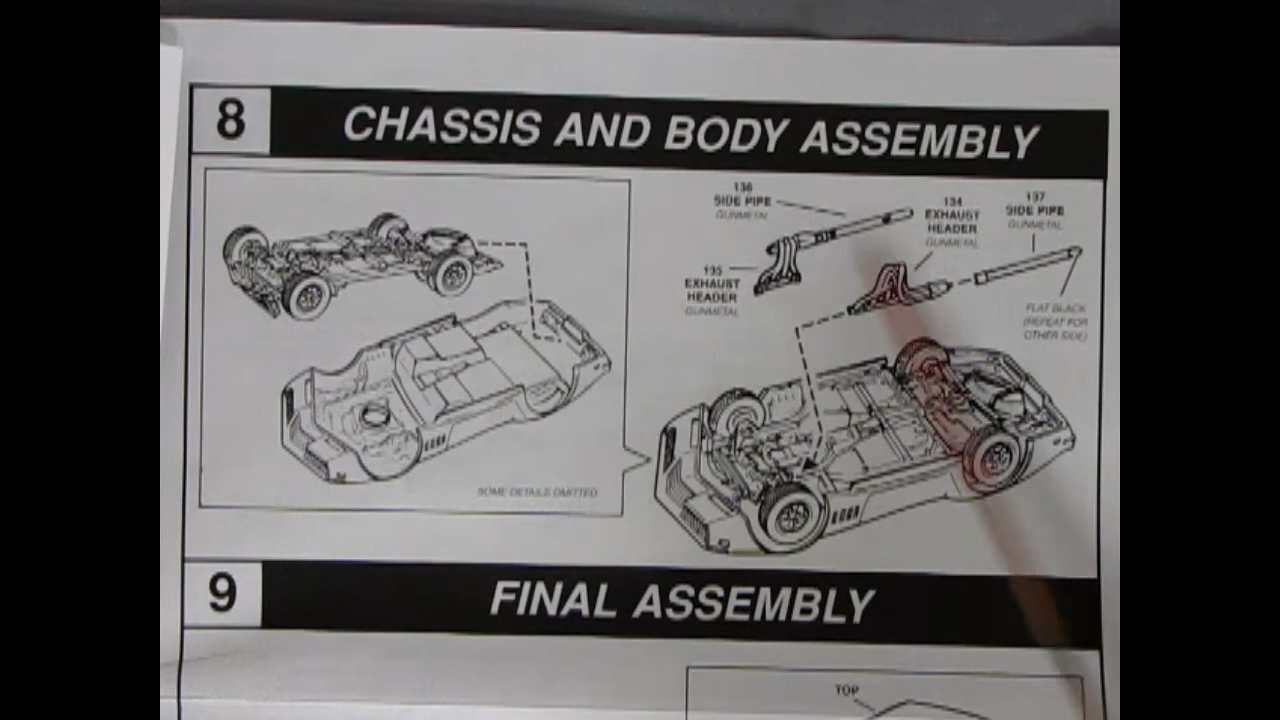 8
CHASSIS AND BODY ASSEMBLY
136
SIDE PIPE
GUNMETAL
134
EXHAUST
HEADER
GUNMETAL
137
SIDE PIPE
GUNMETAL
135
EXHAUST
HEADER
GUNMETAL
FLAT BLACK
(REPEAT FOR
OTHER SIDE)
SOME DETAILS OMITTED
9
FINAL ASSEMBLY
TOP